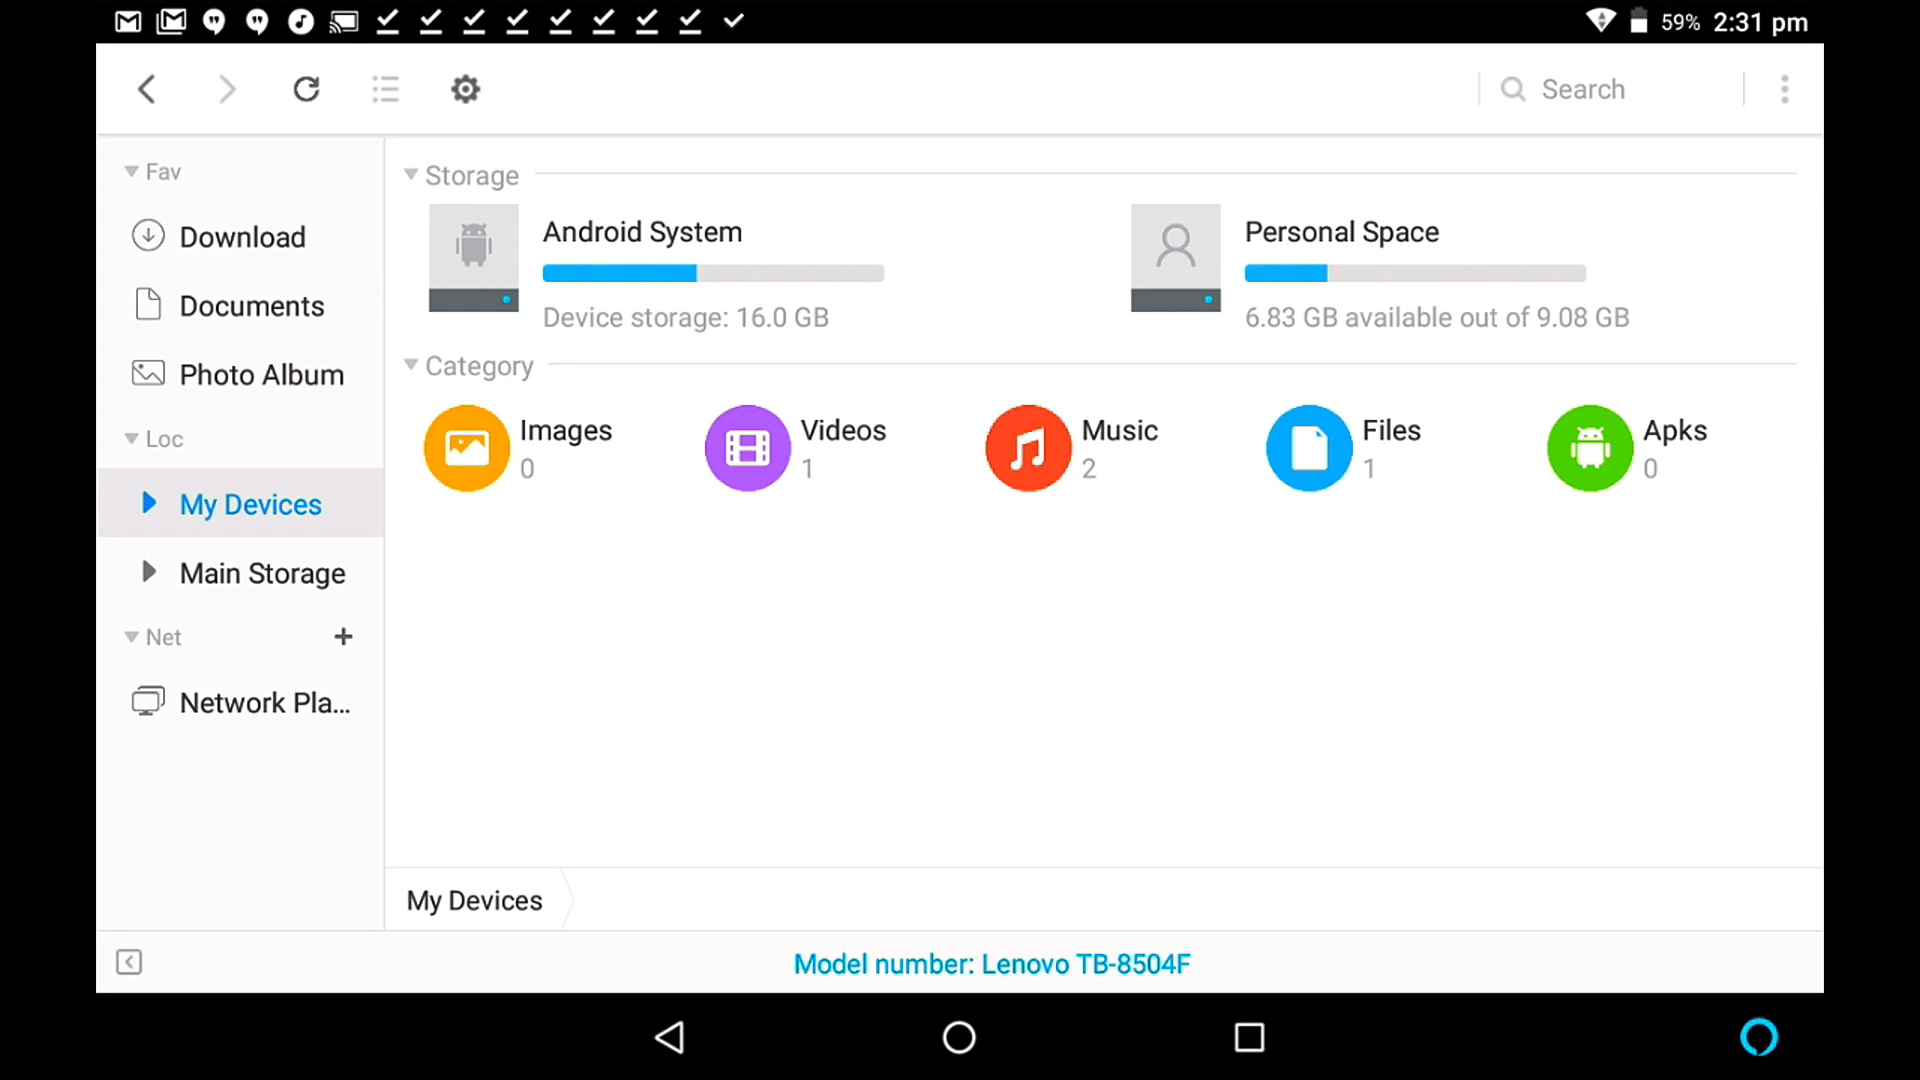 59% 2:31 pm
Search
Fav
Download
Documents
Photo Album
Loc
My Devices
Main Storage
Net +
Network Pla...
Storage
Android System
Device storage: 16.0 GB
Personal Space
6.83 GB available out of 9.08 GB
Category
Images
0
Videos
1
Music
2
Files
1
Apks
0
My Devices
Model number: Lenovo TB-8504F